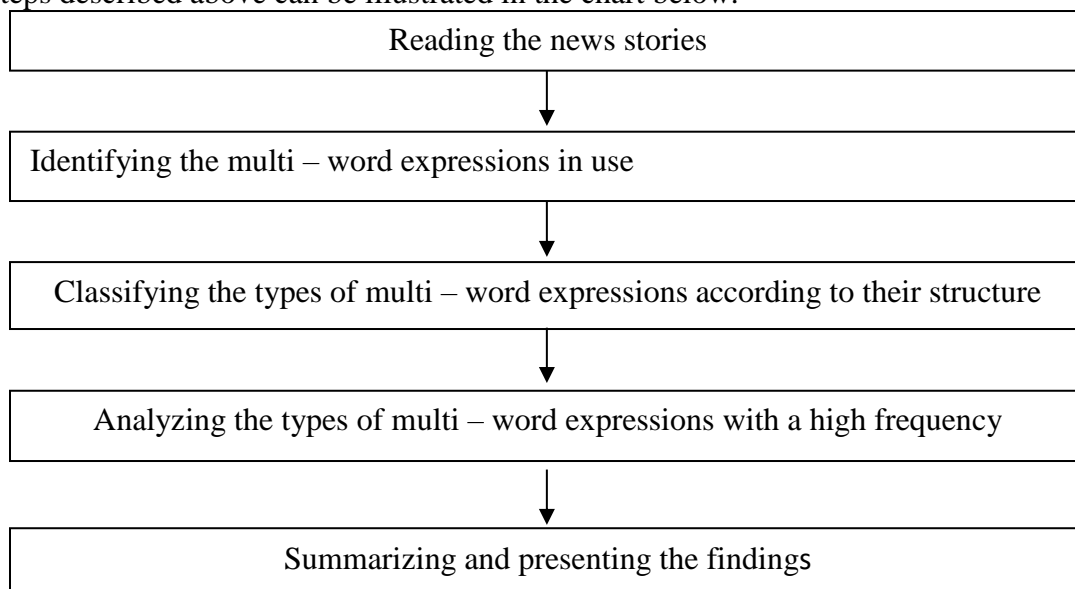 teps described above can be illustrated in the chart below.
Reading the news stories
Identifying the multi – word expressions in use
Classifying the types of multi – word expressions according to their structure
Analyzing the types of multi – word expressions with a high frequency
Summarizing and presenting the findings